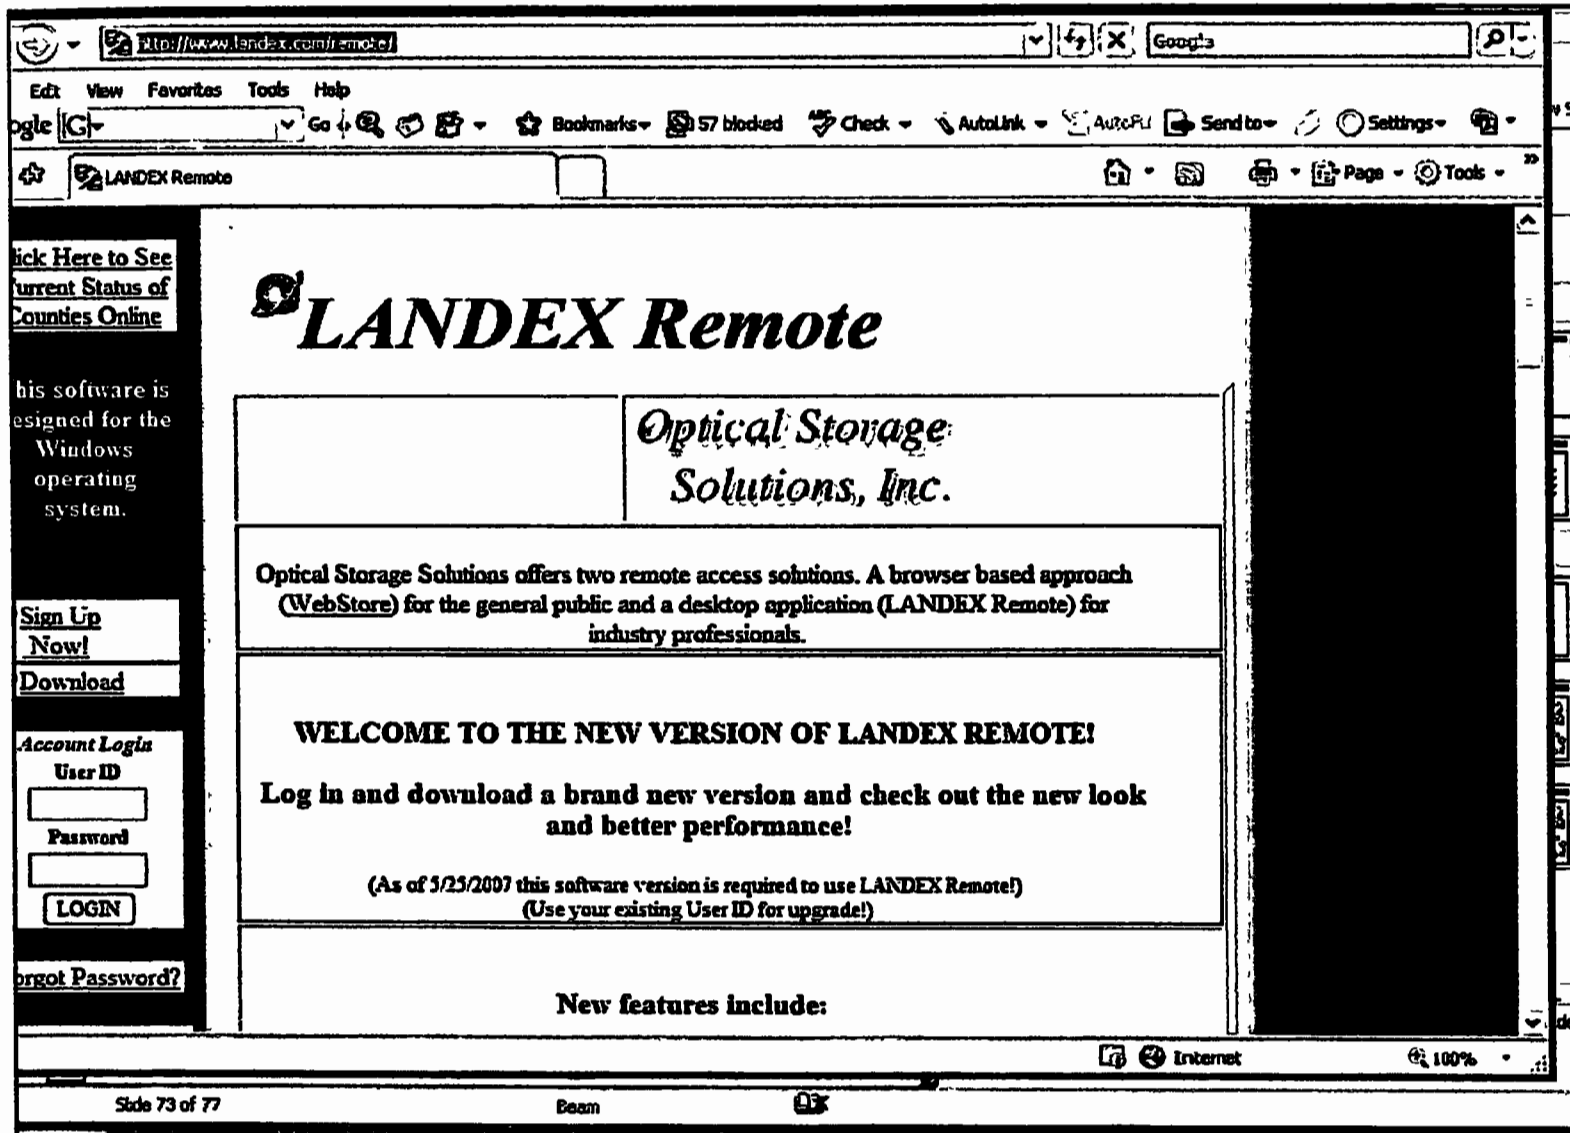 http://www.landex.com/remote/
Google
Edit View Favorites Tools Help
ogle G Go Bookmarks 57 blocked Check AutoLink AutoFill Send to Settings
LANDEX Remote Page Tools
lick Here to See
urrent Status of
Counties Online
LANDEX Remote
his software is
esigned for the
Windows
operating
system.
Optical Storage
Solutions, Inc.
Optical Storage Solutions offers two remote access solutions. A browser based approach
(WebStore) for the general public and a desktop application (LANDEX Remote) for
industry professionals.
Sign Up
Now!
Download
WELCOME TO THE NEW VERSION OF LANDEX REMOTE!
Log in and download a brand new version and check out the new look
and better performance!
(As of 5/25/2007 this software version is required to use LANDEX Remote!)
(Use your existing User ID for upgrade!)
Account Login
User ID
Password
LOGIN
orgot Password?
New features include:
Internet 100%
Slide 73 of 77 Beam